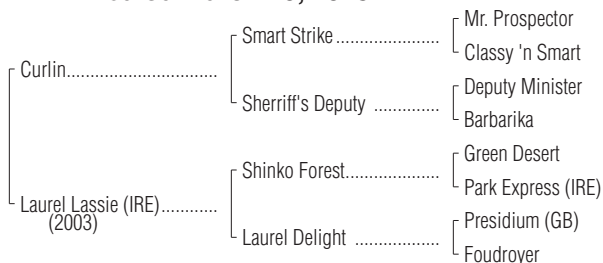 Mr. Prospector
Smart Strike
Classy 'n Smart
Curlin
Deputy Minister
Sherriff's Deputy
Barbarika
Green Desert
Shinko Forest
Park Express (IRE)
Laurel Lassie (IRE)
(2003)
Presidium (GB)
Laurel Delight
Foudroyer